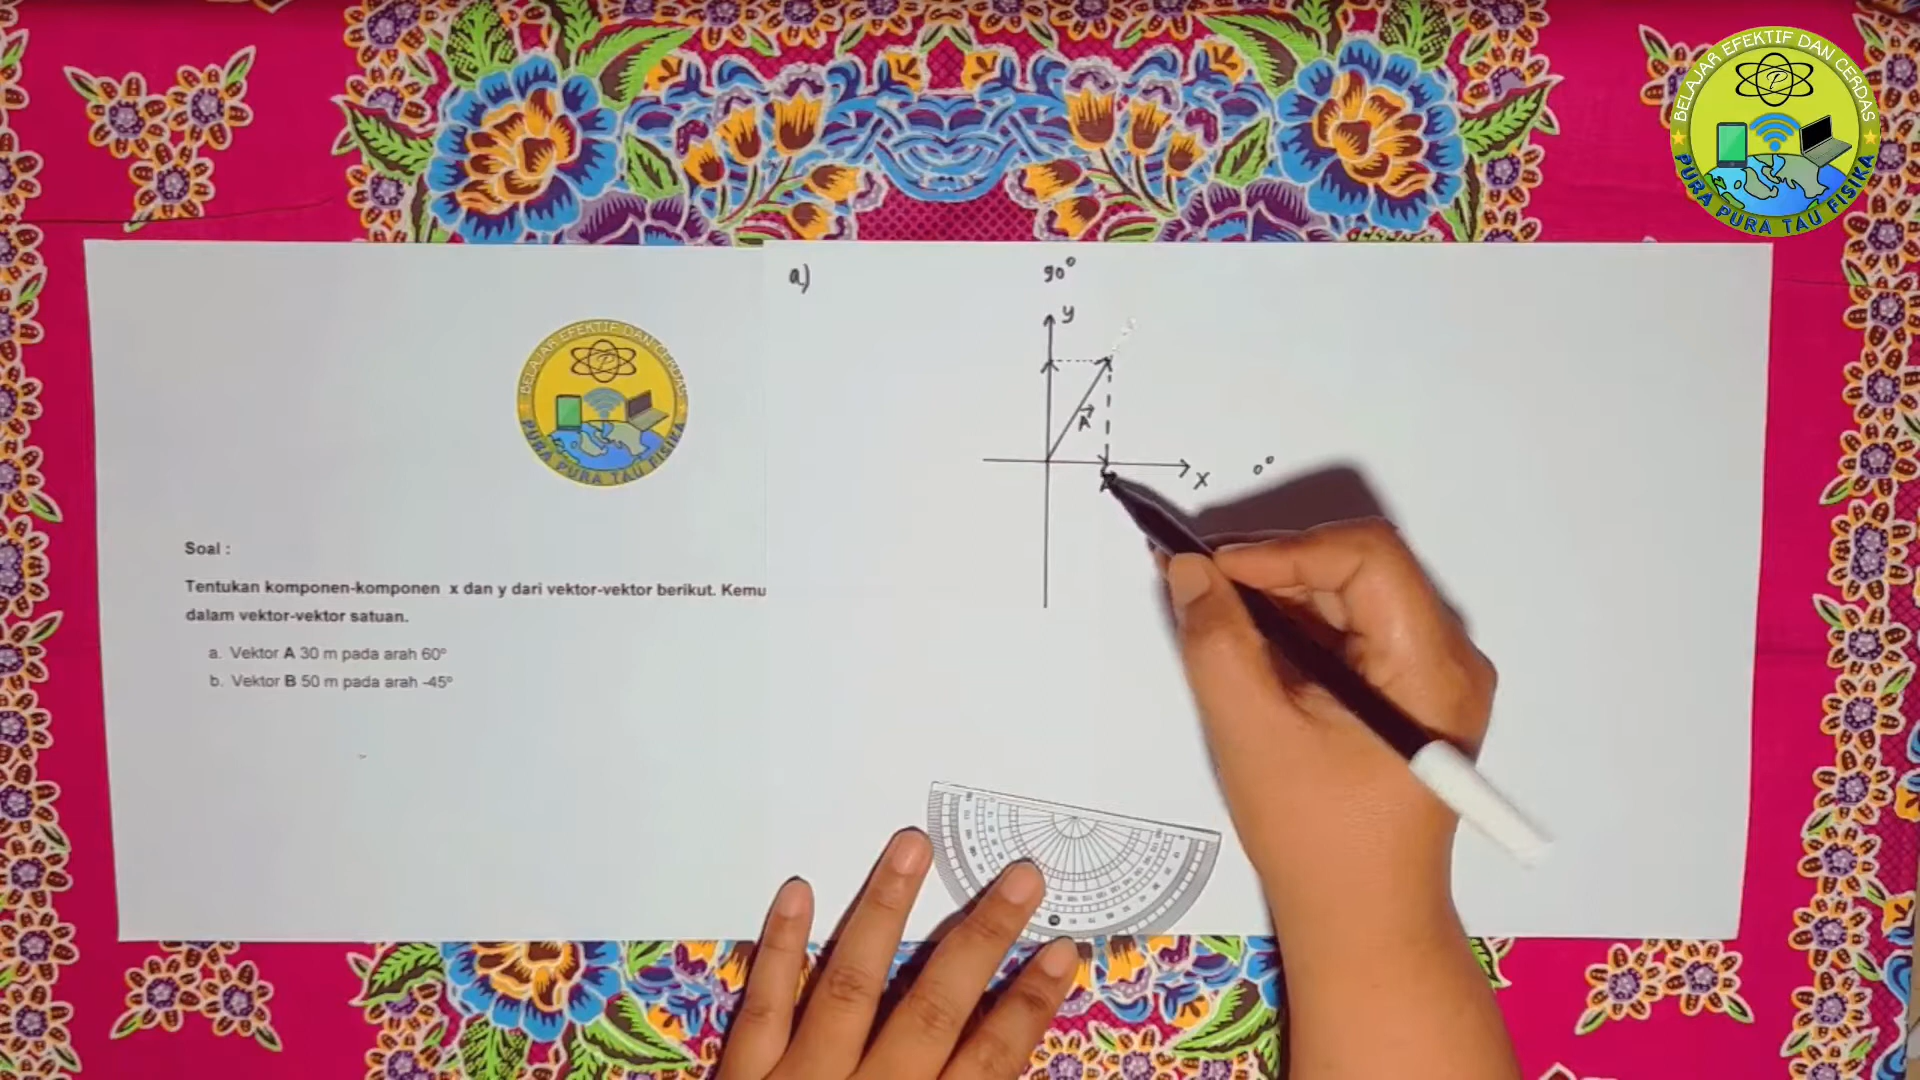 BELAJAR EFEKTIF DAN CERDAS
PURA PURA TAU FISIKA
a)
90°
y
A
x
0°
BELAJAR EFEKTIF DAN CERDAS
PURA PURA TAU FISIKA
Soal :
Tentukan komponen-komponen x dan y dari vektor-vektor berikut. Kemu
dalam vektor-vektor satuan.
a. Vektor A 30 m pada arah 60°
b. Vektor B 50 m pada arah -45°